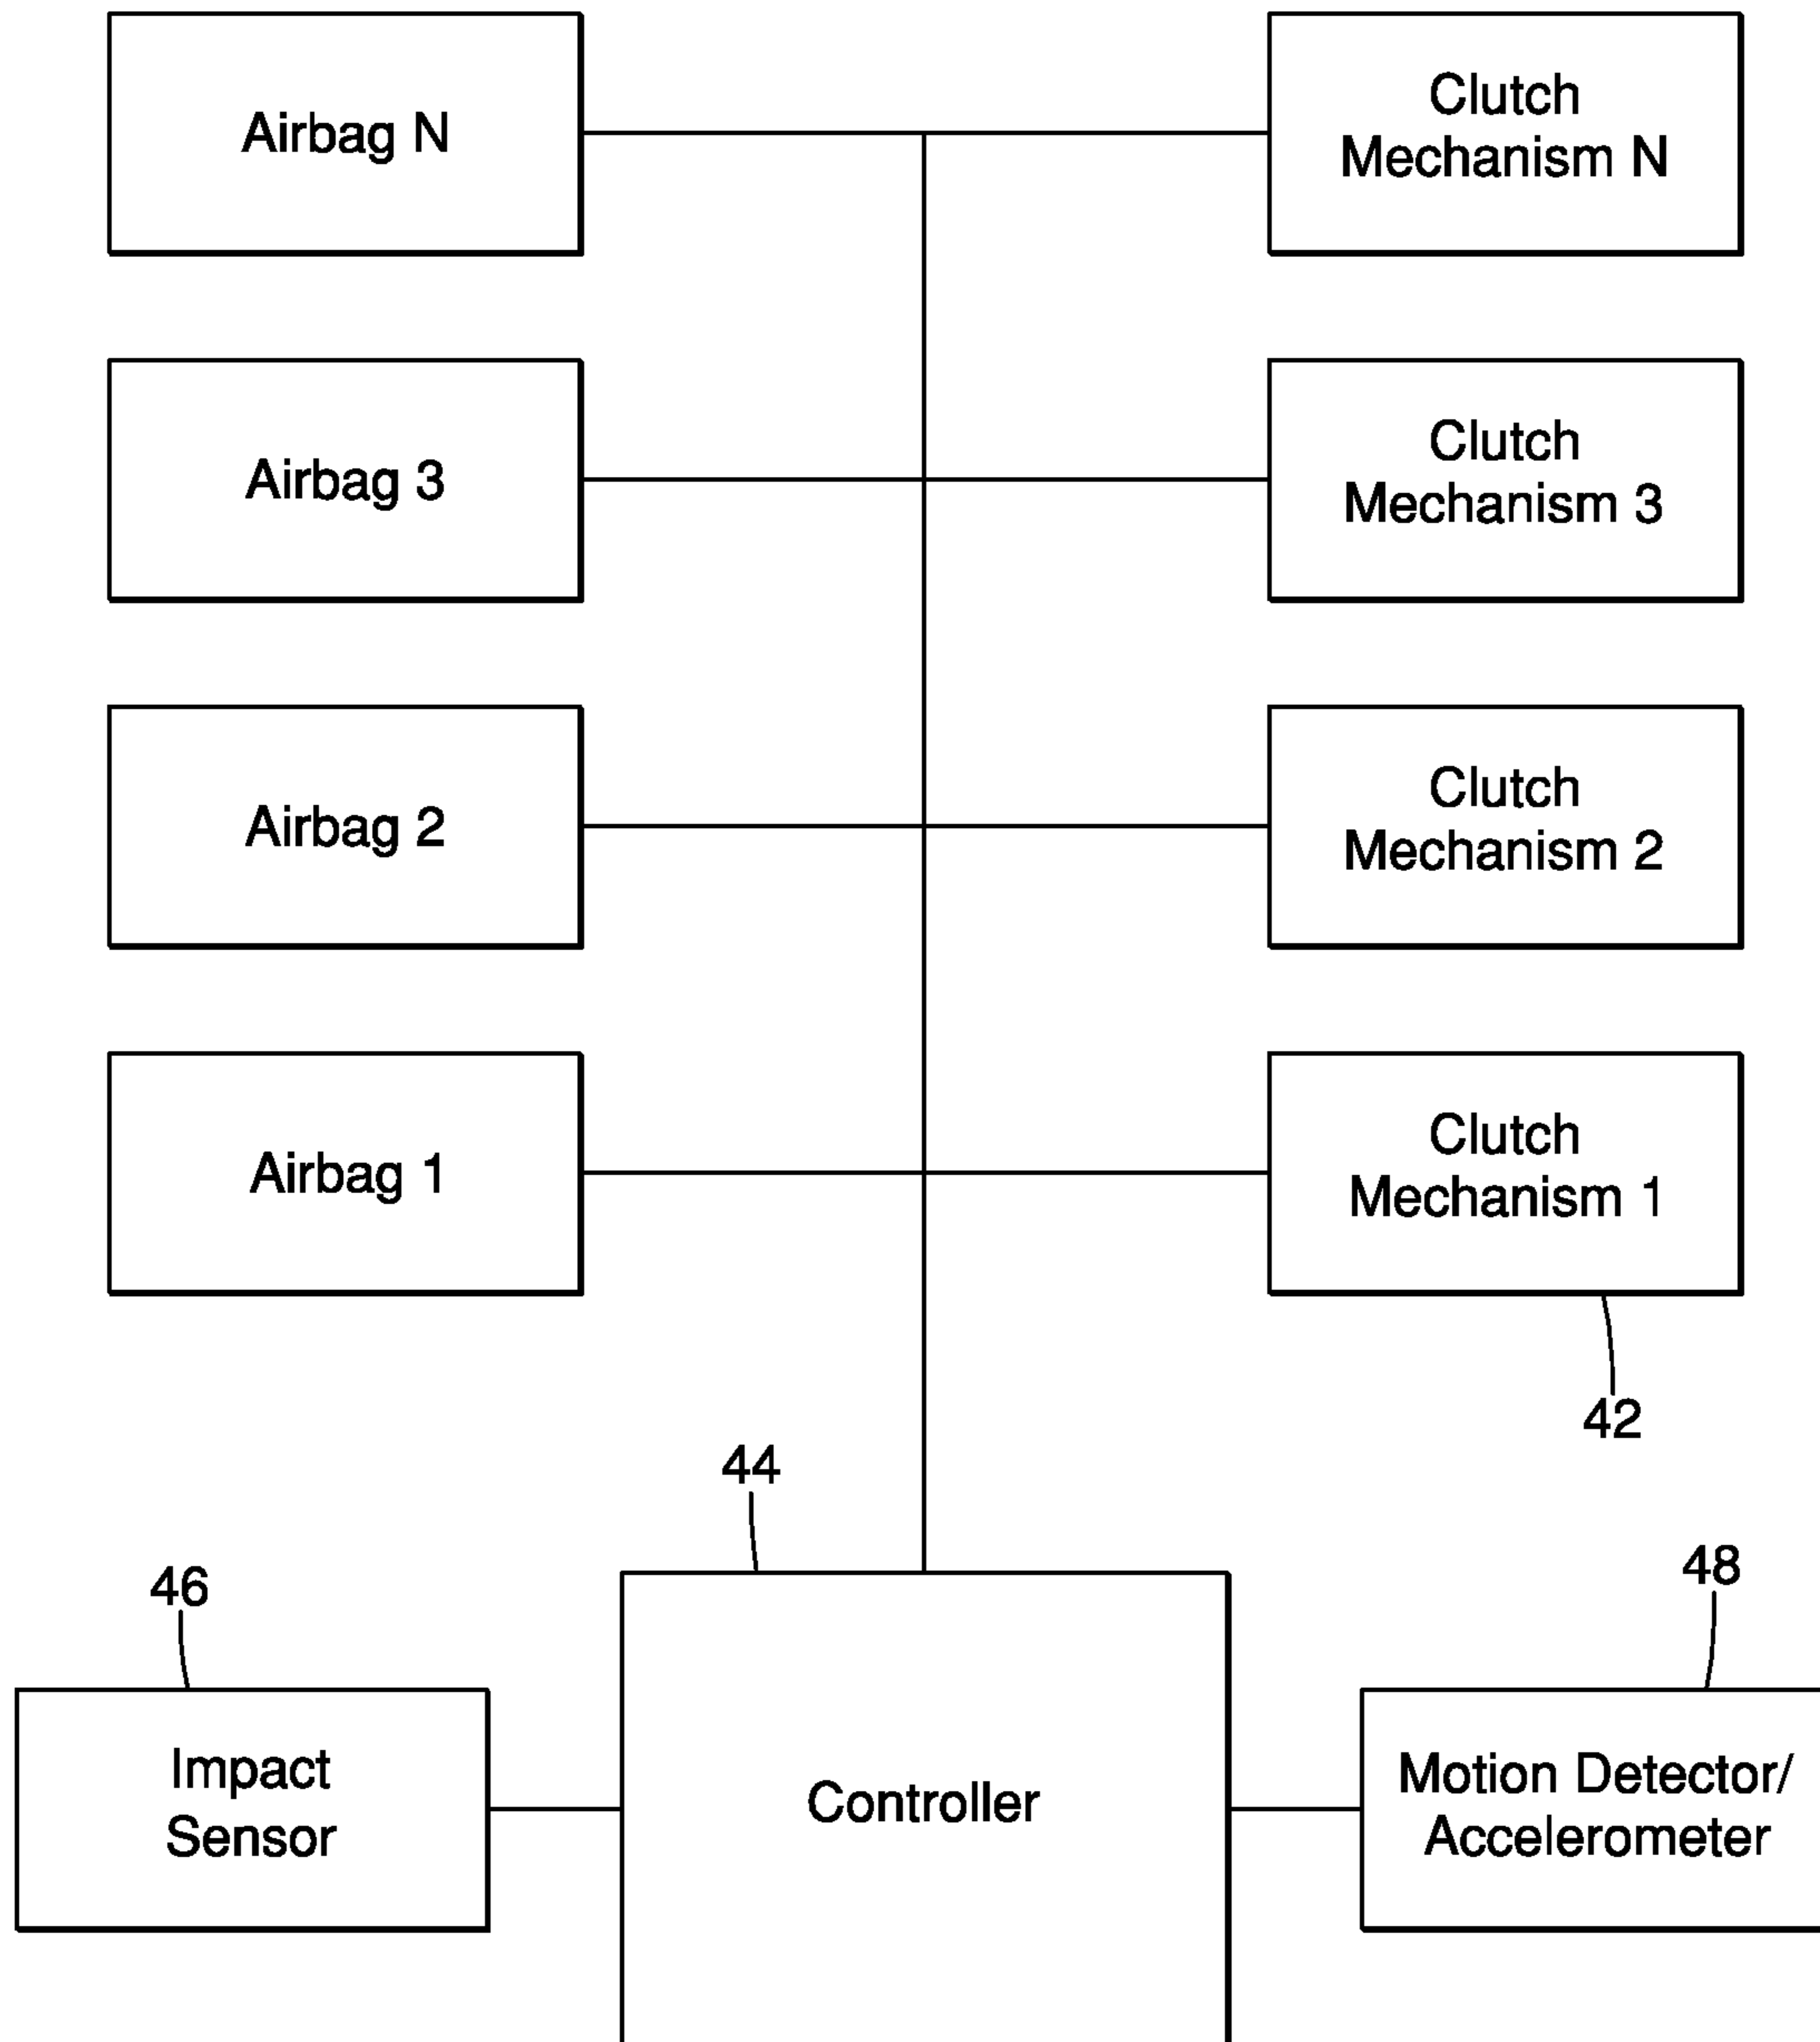 Airbag N
Clutch
Mechanism N
Airbag 3
Clutch
Mechanism 3
Airbag 2
Clutch
Mechanism 2
Airbag 1
Clutch
Mechanism 1
42
44
46
48
Impact
Sensor
Controller
Motion Detector/
Accelerometer